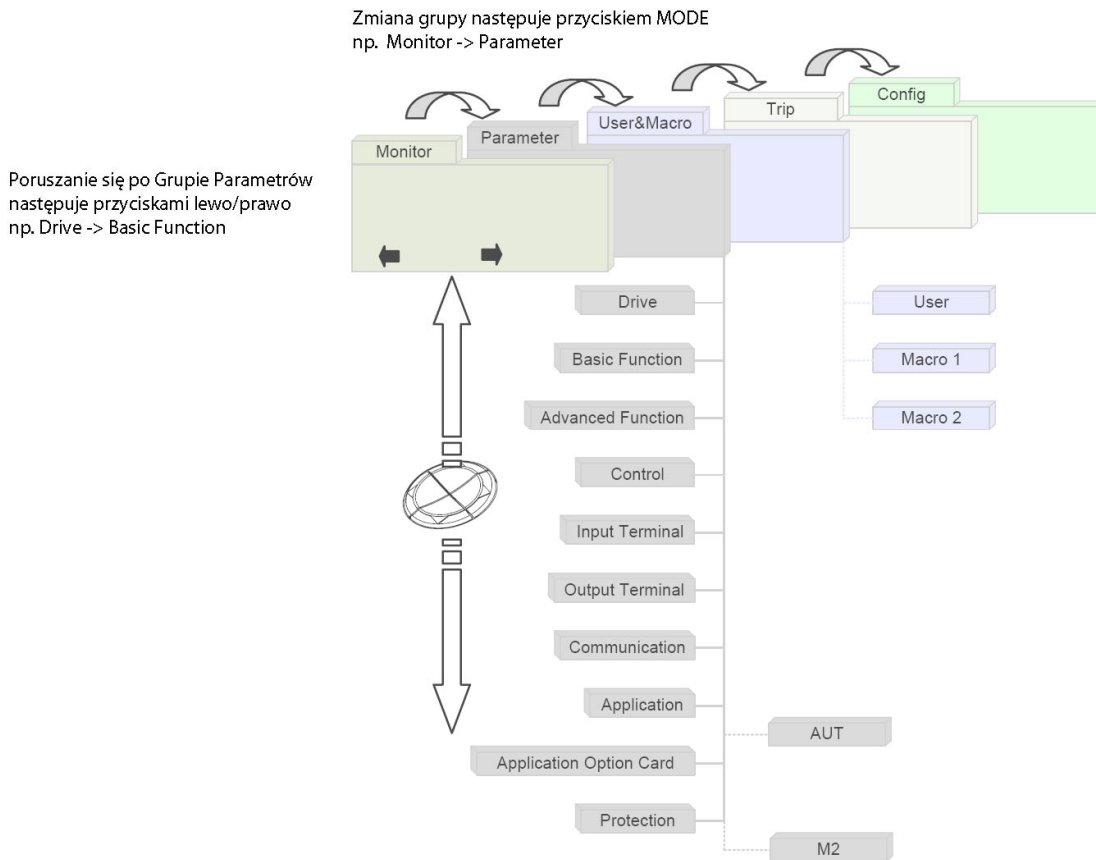 Zmiana grupy następuje przyciskiem MODE
np. Monitor -> Parameter
Config
Trip
User&Macro
Parameter
Monitor
Poruszanie się po Grupie Parametrów
następuje przyciskami lewo/prawo
np. Drive -> Basic Function
Drive
User
Basic Function
Macro 1
Advanced Function
Macro 2
Control
Input Terminal
Output Terminal
Communication
Application
AUT
Application Option Card
Protection
M2